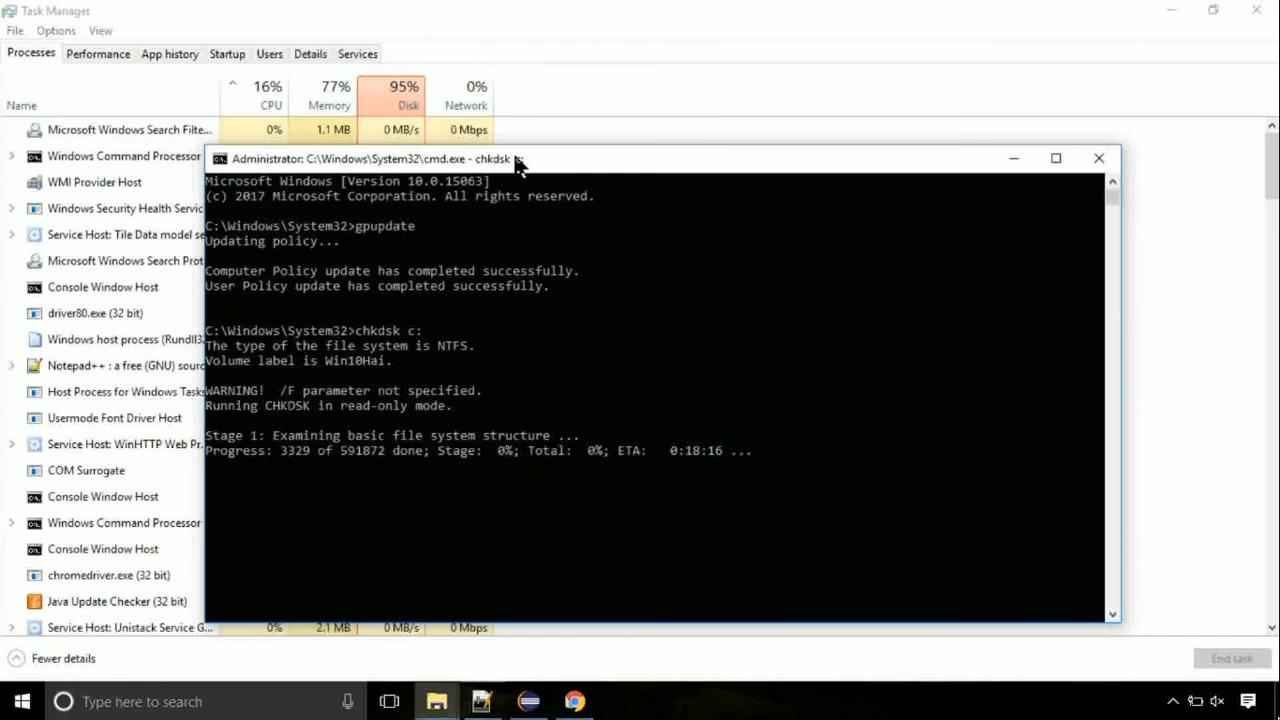 Task Manager
File Options View
Processes Performance App history Startup Users Details Services
16% 77% 95% 0%
Name CPU Memory Disk Network
Microsoft Windows Search Filte... 0% 1.1 MB 0 MB/s 0 Mbps
Windows Command Processor
WMI Provider Host
Windows Security Health Servic
Service Host: Tile Data model se
Microsoft Windows Search Prot
Console Window Host
driver80.exe (32 bit)
Windows host process (Rundll3
Notepad++ : a free (GNU) sourc
Host Process for Windows Task
Usermode Font Driver Host
Service Host: WinHTTP Web Pr
COM Surrogate
Console Window Host
Windows Command Processor
Console Window Host
chromedriver.exe (32 bit)
Java Update Checker (32 bit)
Service Host: Unistack Service G... 0% 2.1 MB 0 MB/s 0 Mbps
Administrator: C:\Windows\System32\cmd.exe - chkdsk
Microsoft Windows [Version 10.0.15063]
(c) 2017 Microsoft Corporation. All rights reserved.
C:\Windows\System32>gpupdate
Updating policy...
Computer Policy update has completed successfully.
User Policy update has completed successfully.
C:\Windows\System32>chkdsk c:
The type of the file system is NTFS.
Volume label is Win10Hai.
WARNING! /F parameter not specified.
Running CHKDSK in read-only mode.
Stage 1: Examining basic file system structure ...
Progress: 3329 of 591872 done; Stage: 0%; Total: 0%; ETA: 0:18:16 ...
Fewer details
End task
Type here to search